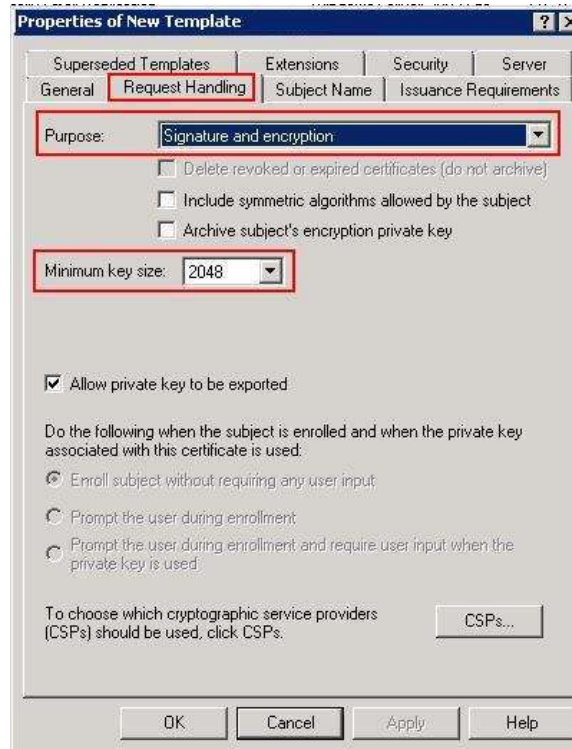 Properties of New Template
Superseded Templates Extensions Security Server
General Request Handling Subject Name Issuance Requirements
Purpose: Signature and encryption
Delete revoked or expired certificates (do not archive)
Include symmetric algorithms allowed by the subject
Archive subject's encryption private key
Minimum key size: 2048
Allow private key to be exported
Do the following when the subject is enrolled and when the private key
associated with this certificate is used:
Enroll subject without requiring any user input
Prompt the user during enrollment
Prompt the user during enrollment and require user input when the
private key is used
To choose which cryptographic service providers
(CSPs) should be used, click CSPs.
CSPs...
OK Cancel Apply Help